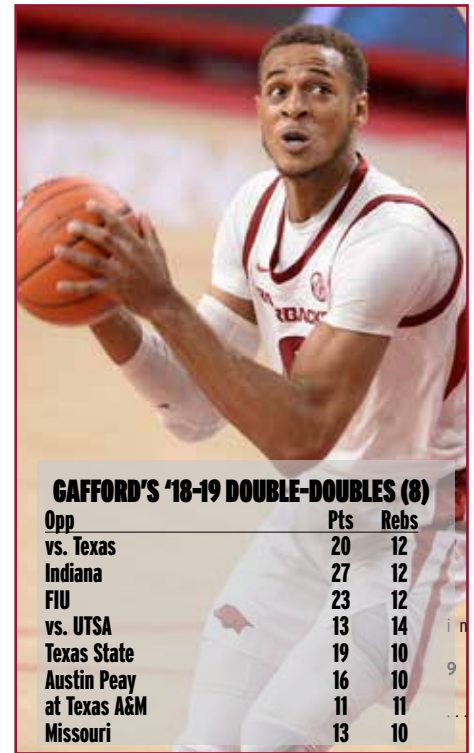 RBACK
GAFFORD'S '18-19 DOUBLE-DOUBLES (8)
Opp Pts Rebs
vs. Texas 20 12
Indiana 27 12
FIU 23 12
vs. UTSA 13 14
Texas State 19 10
Austin Peay 16 10
at Texas A&M 11 11
Missouri 13 10
i n
9
...